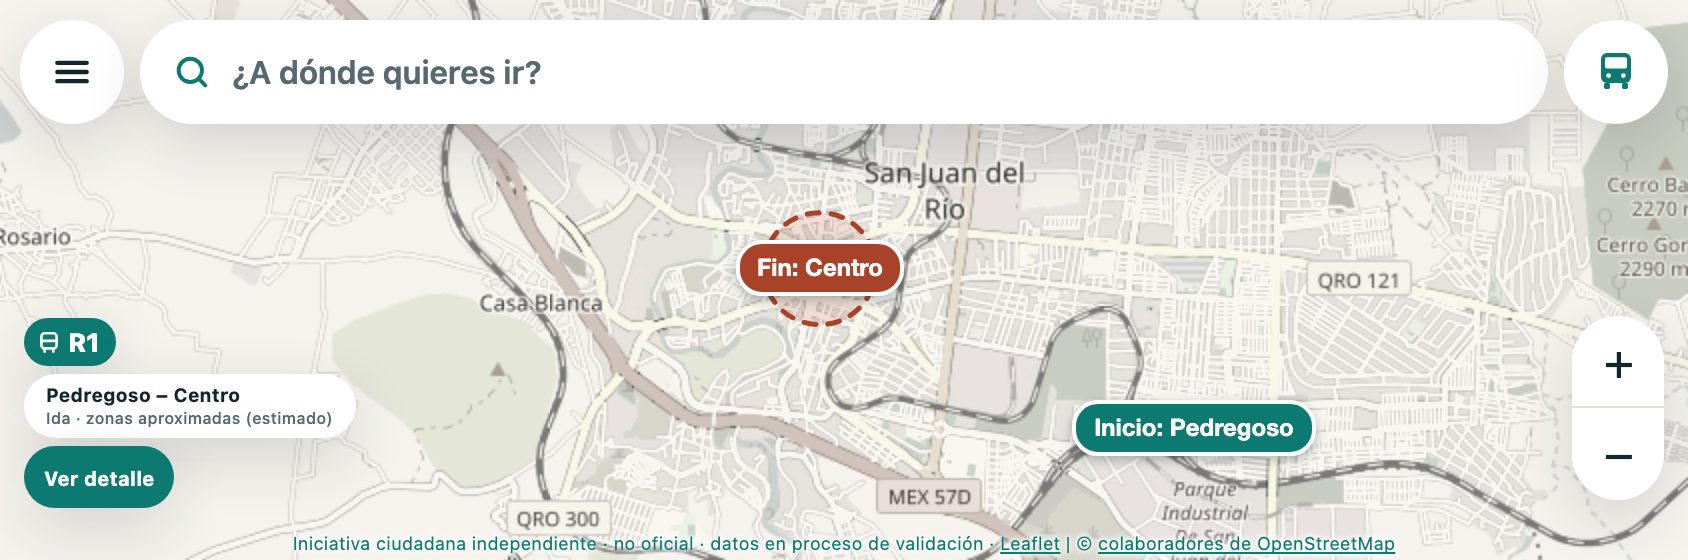 ¿A dónde quieres ir?
San Juan del
Río
Cerro Ba
2270 m
Rosario
Cerro Gor
2290 m
Fin: Centro
QRO 121
Casa Blanca
R1
Pedregoso – Centro
Ida · zonas aproximadas (estimado)
Inicio: Pedregoso
Ver detalle
MEX 57D
Parque
Industrial
QRO 300
Iniciativa ciudadana independiente · no oficial · datos en proceso de validación · Leaflet | © colaboradores de OpenStreetMap